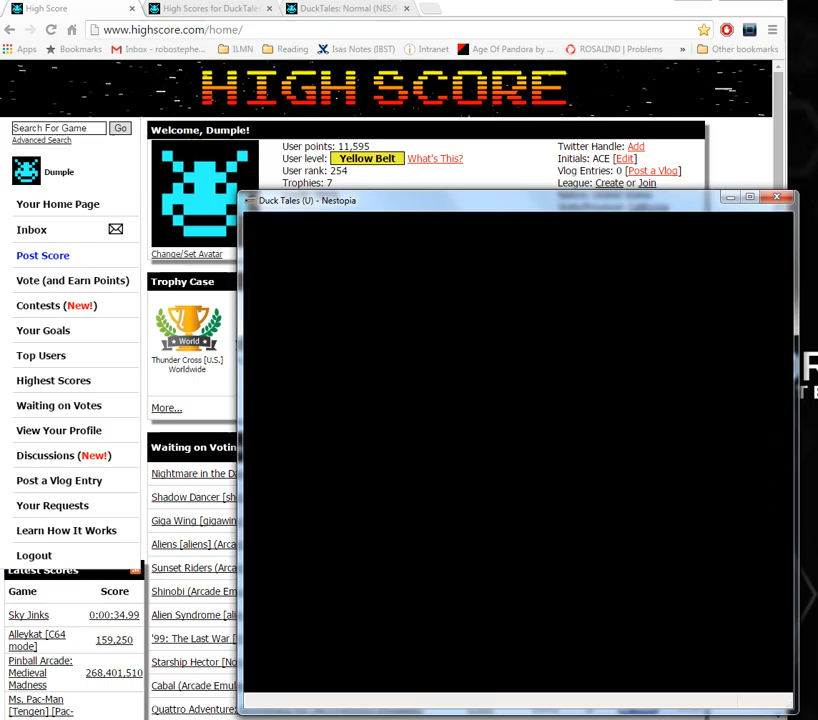 High Score
High Scores for DuckTale
DuckTales: Normal (NES/
www.highscore.com/home/
Apps
Bookmarks
Inbox - robostephe
ILMN
Reading
Isas Notes (IBST)
Intranet
Age Of Pandora by ...
ROSALIND | Problems
»
Other bookmarks
HIGH SCORE
Search For Game
Go
Advanced Search
Dumple
Your Home Page
Inbox
Post Score
Vote (and Earn Points)
Contests (New!)
Your Goals
Top Users
Highest Scores
Waiting on Votes
View Your Profile
Discussions (New!)
Post a Vlog Entry
Your Requests
Learn How It Works
Logout
Latest Scores
Game Score
Sky Jinks 0:00:34.99
Alleykat [C64
mode] 159,250
Pinball Arcade:
Medieval
Madness 268,401,510
Ms. Pac-Man
[Tengen] [Pac-
Welcome, Dumple!
User points: 11,595
User level: Yellow Belt What's This?
User rank: 254
Trophies: 7
Twitter Handle: Add
Initials: ACE [Edit]
Vlog Entries: 0 [Post a Vlog]
League: Create or Join
Change/Set Avatar
Trophy Case
World
Thunder Cross [U.S.]
Worldwide
More...
Waiting on Votin
Nightmare in the Da
Shadow Dancer [sh
Giga Wing [gigawin
Aliens [aliens] (Arca
Sunset Riders (Arca
Shinobi (Arcade Em
Alien Syndrome [ali
'99: The Last War [
Starship Hector [No
Cabal (Arcade Emul
Quattro Adventure:
Duck Tales (U) - Nestopia